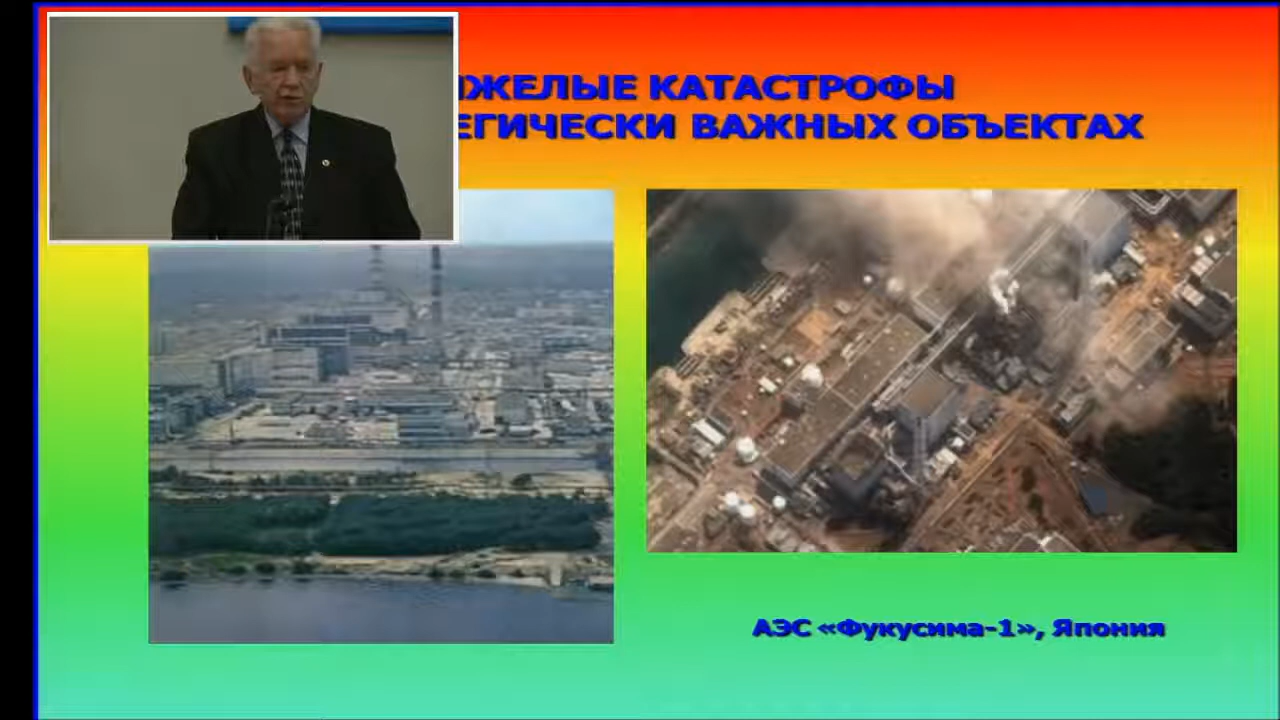 ЖЕЛЫЕ КАТАСТРОФЫ
ЕГИЧЕСКИ ВАЖНЫХ ОБЪЕКТАХ
АЭС «Фукусима-1», Япония